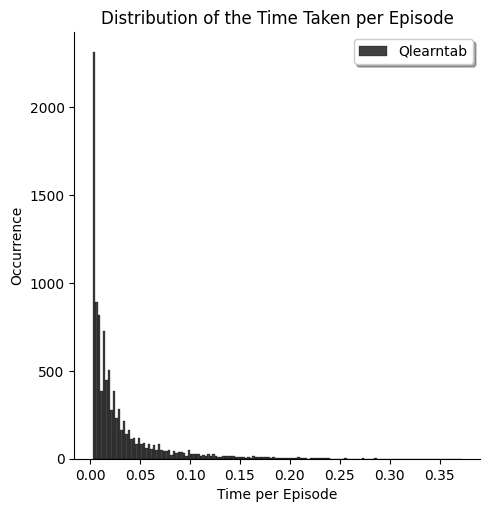 Distribution of the Time Taken per Episode
Qlearntab
2000
1500
1000
500
0
Occurrence
0.00 0.05 0.10 0.15 0.20 0.25 0.30 0.35
Time per Episode